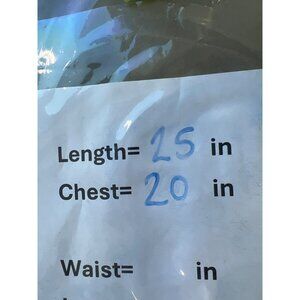 Length= 25 in
Chest= 20 in
Waist= in